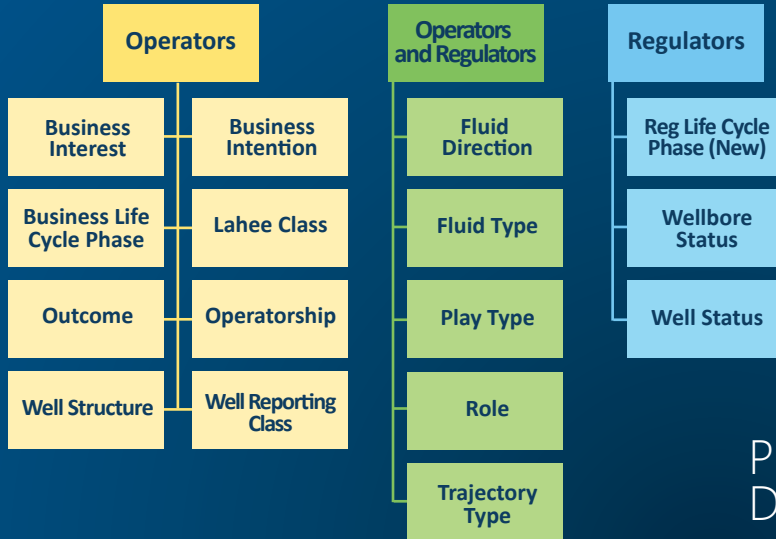 Operators
Business
Interest
Business
Intention
Business Life
Cycle Phase
Lahee Class
Outcome
Operatorship
Well Structure
Well Reporting
Class
Operators
and Regulators
Fluid
Direction
Fluid Type
Play Type
Role
Trajectory
Type
Regulators
Reg Life Cycle
Phase (New)
Wellbore
Status
Well Status
P
D